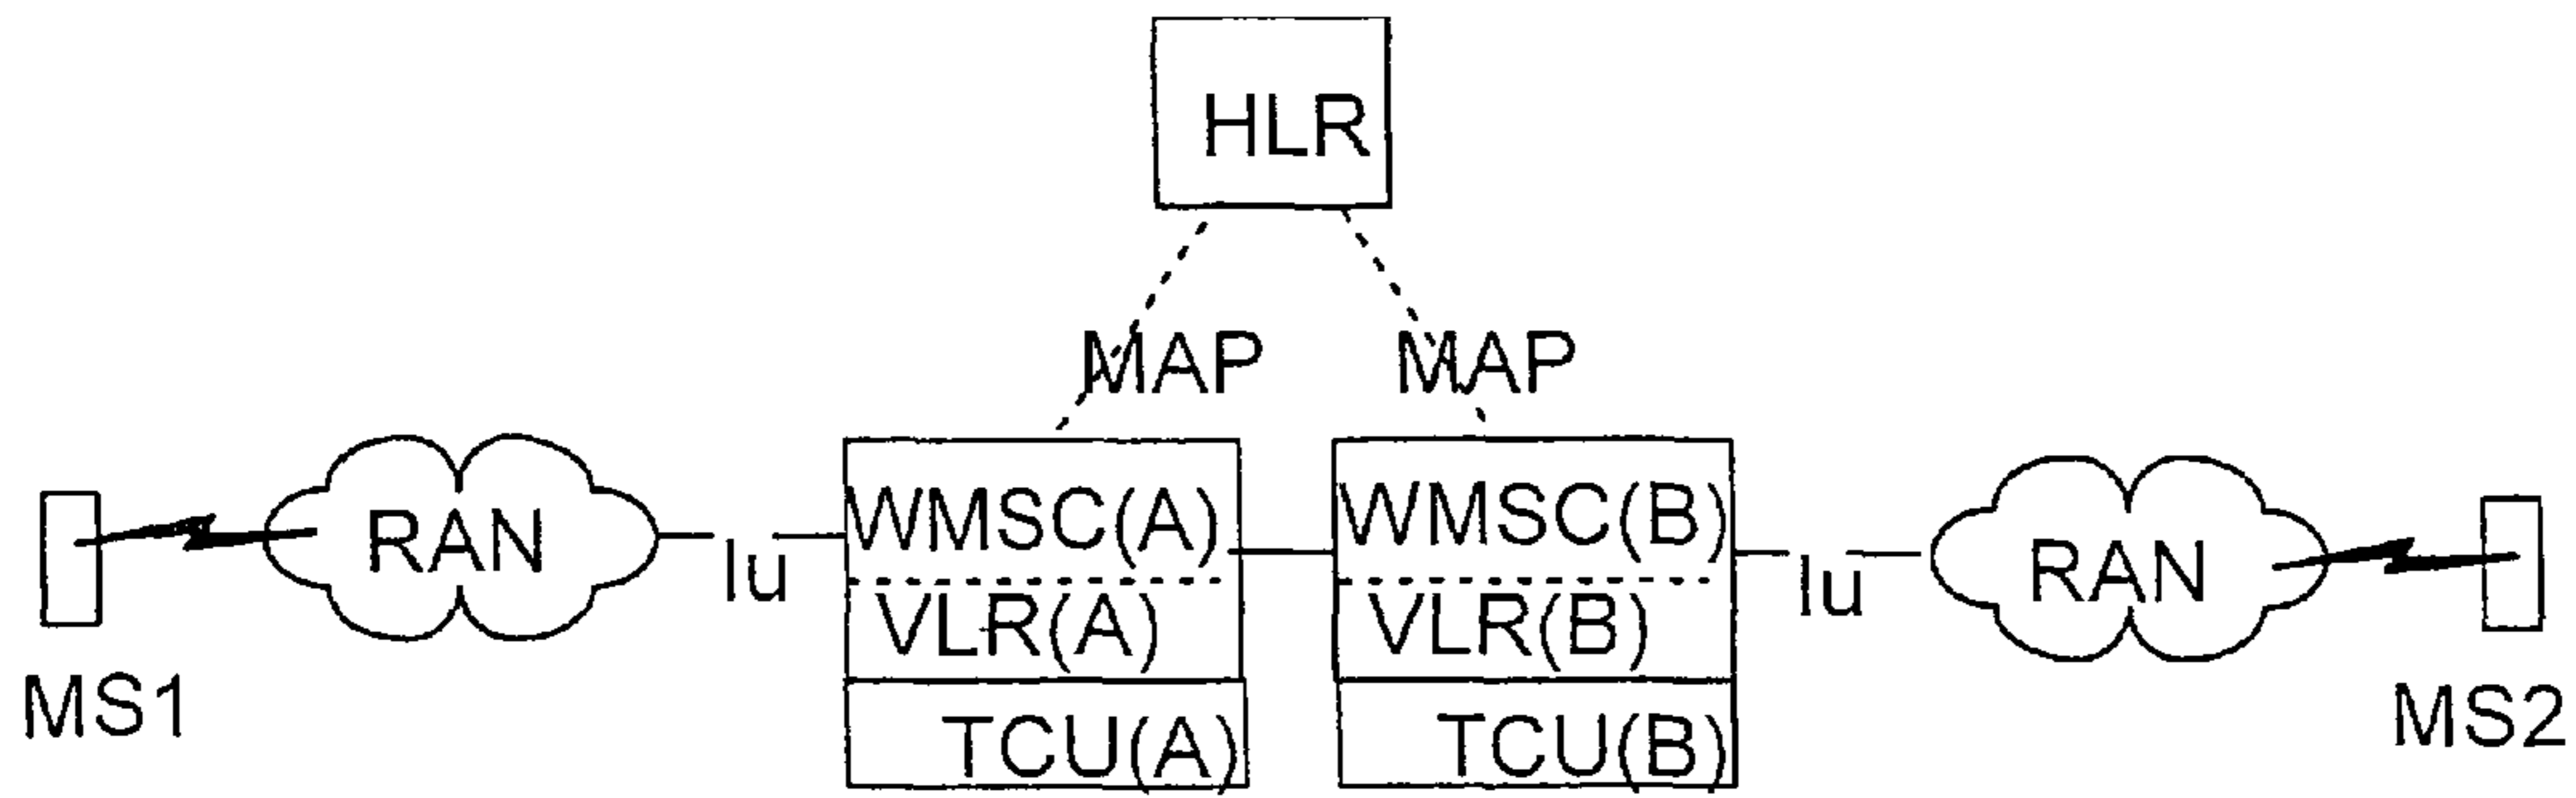 HLR
MAP MAP
RAN Iu WMSC(A) WMSC(B) Iu RAN
VLR(A) VLR(B)
MS1 TCU(A) TCU(B) MS2